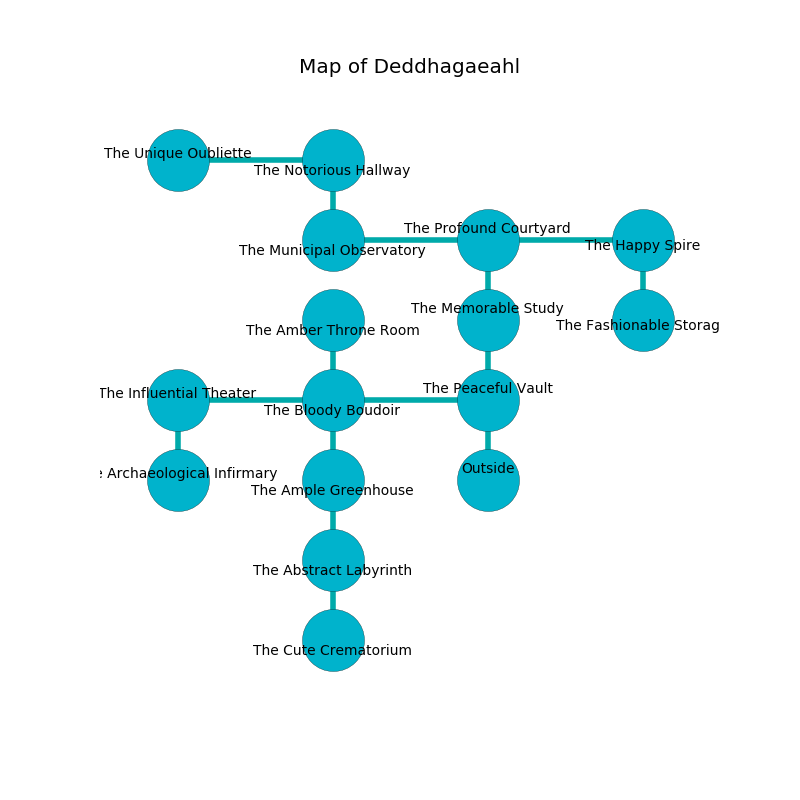 Map of Deddhagaeahl
The Unique Oubliette
The Notorious Hallway
The Profound Courtyard
The Municipal Observatory
The Happy Spire
The Memorable Study
The Fashionable Storag
The Amber Throne Room
The Peaceful Vault
The Influential Theater
The Bloody Boudoir
Outside
Archaeological Infirmary
The Ample Greenhouse
The Abstract Labyrinth
The Cute Crematorium